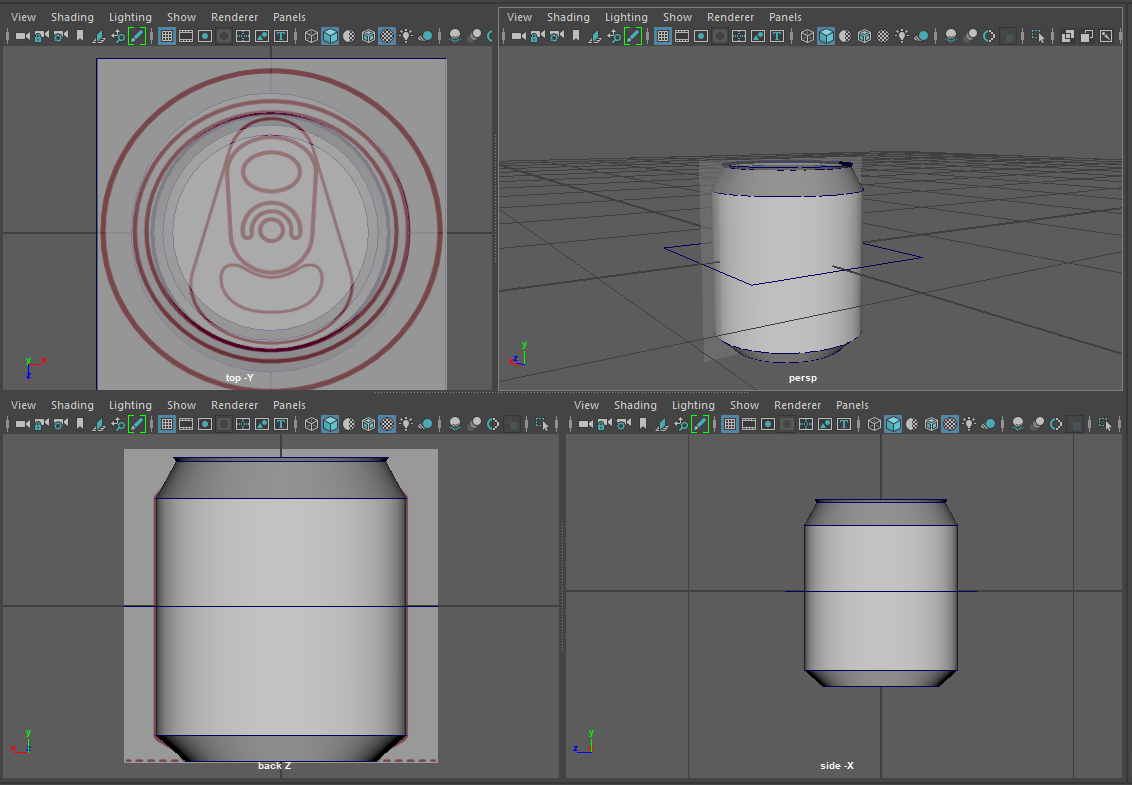 View Shading Lighting Show Renderer Panels
View Shading Lighting Show Renderer Panels
y
x
z
top -Y
y
x
z
persp
View Shading Lighting Show Renderer Panels
View Shading Lighting Show Renderer Panels
y
x
z
back Z
y
z
side -X